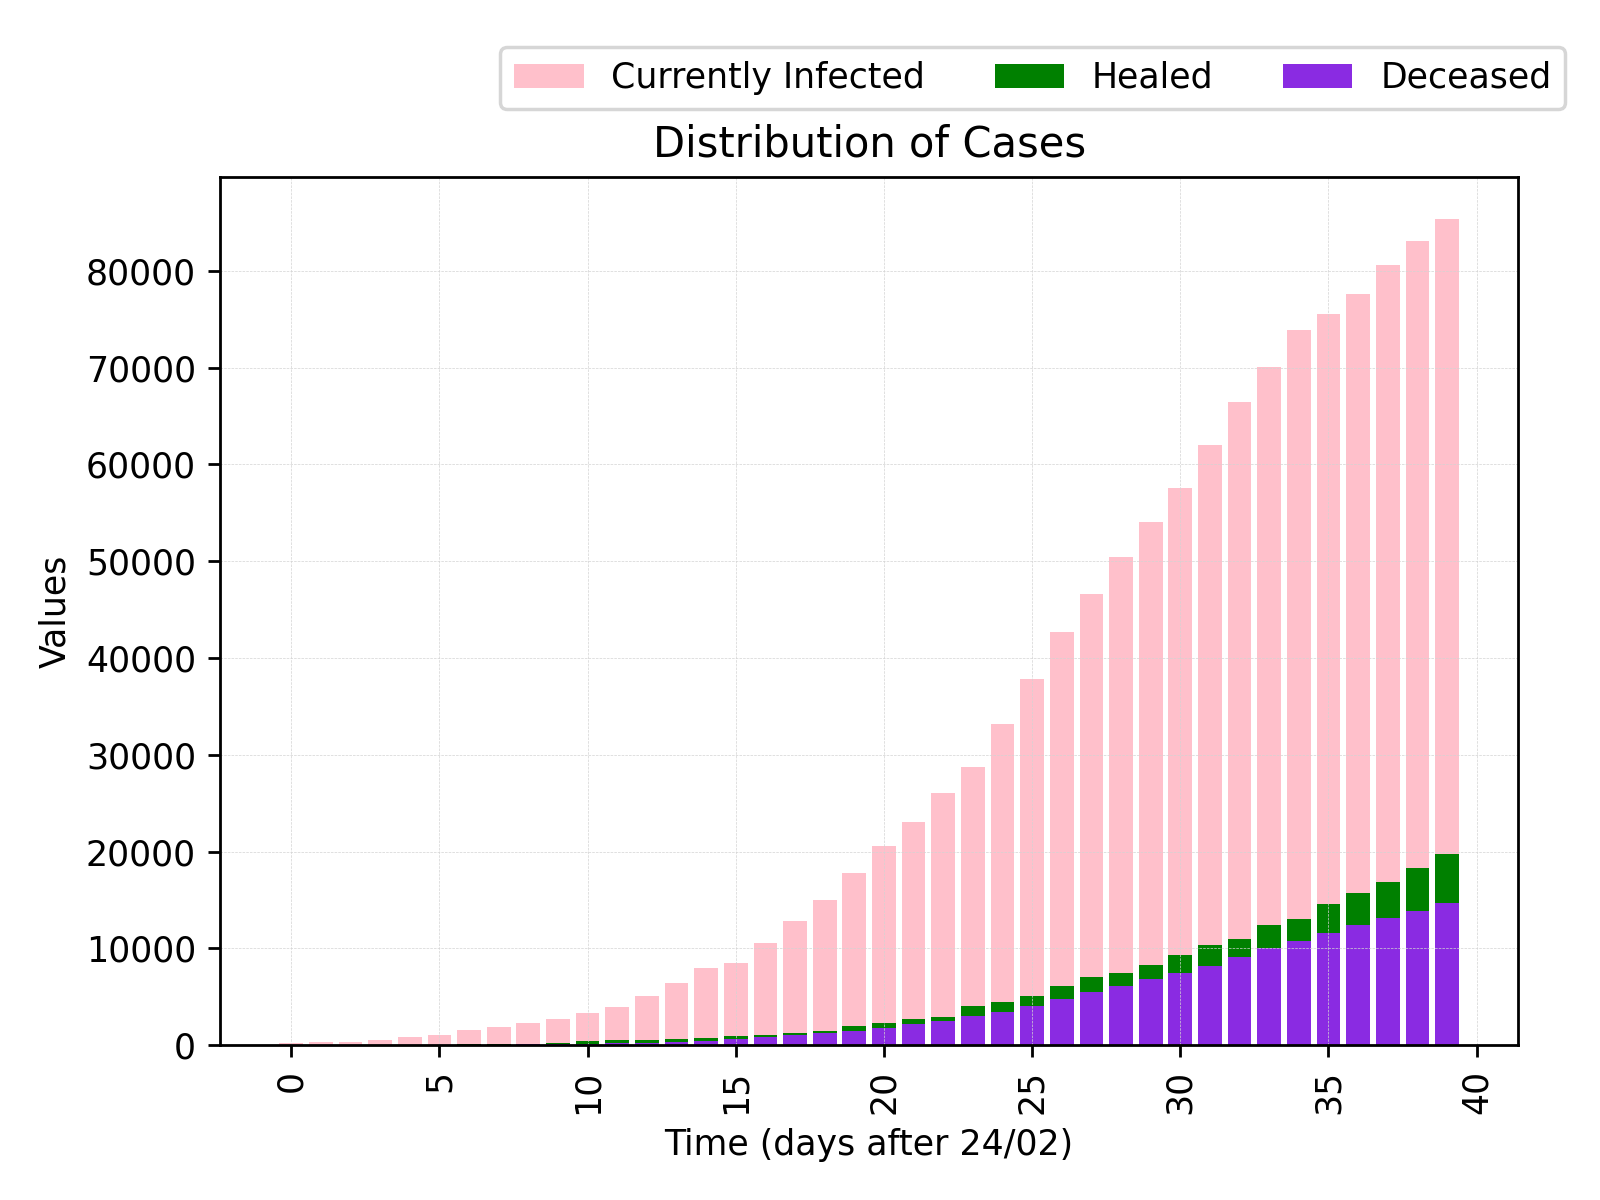 Currently Infected Healed Deceased
Distribution of Cases
80000
70000
60000
50000
40000
30000
20000
10000
0
Values
0 5 10 15 20 25 30 35 40
Time (days after 24/02)